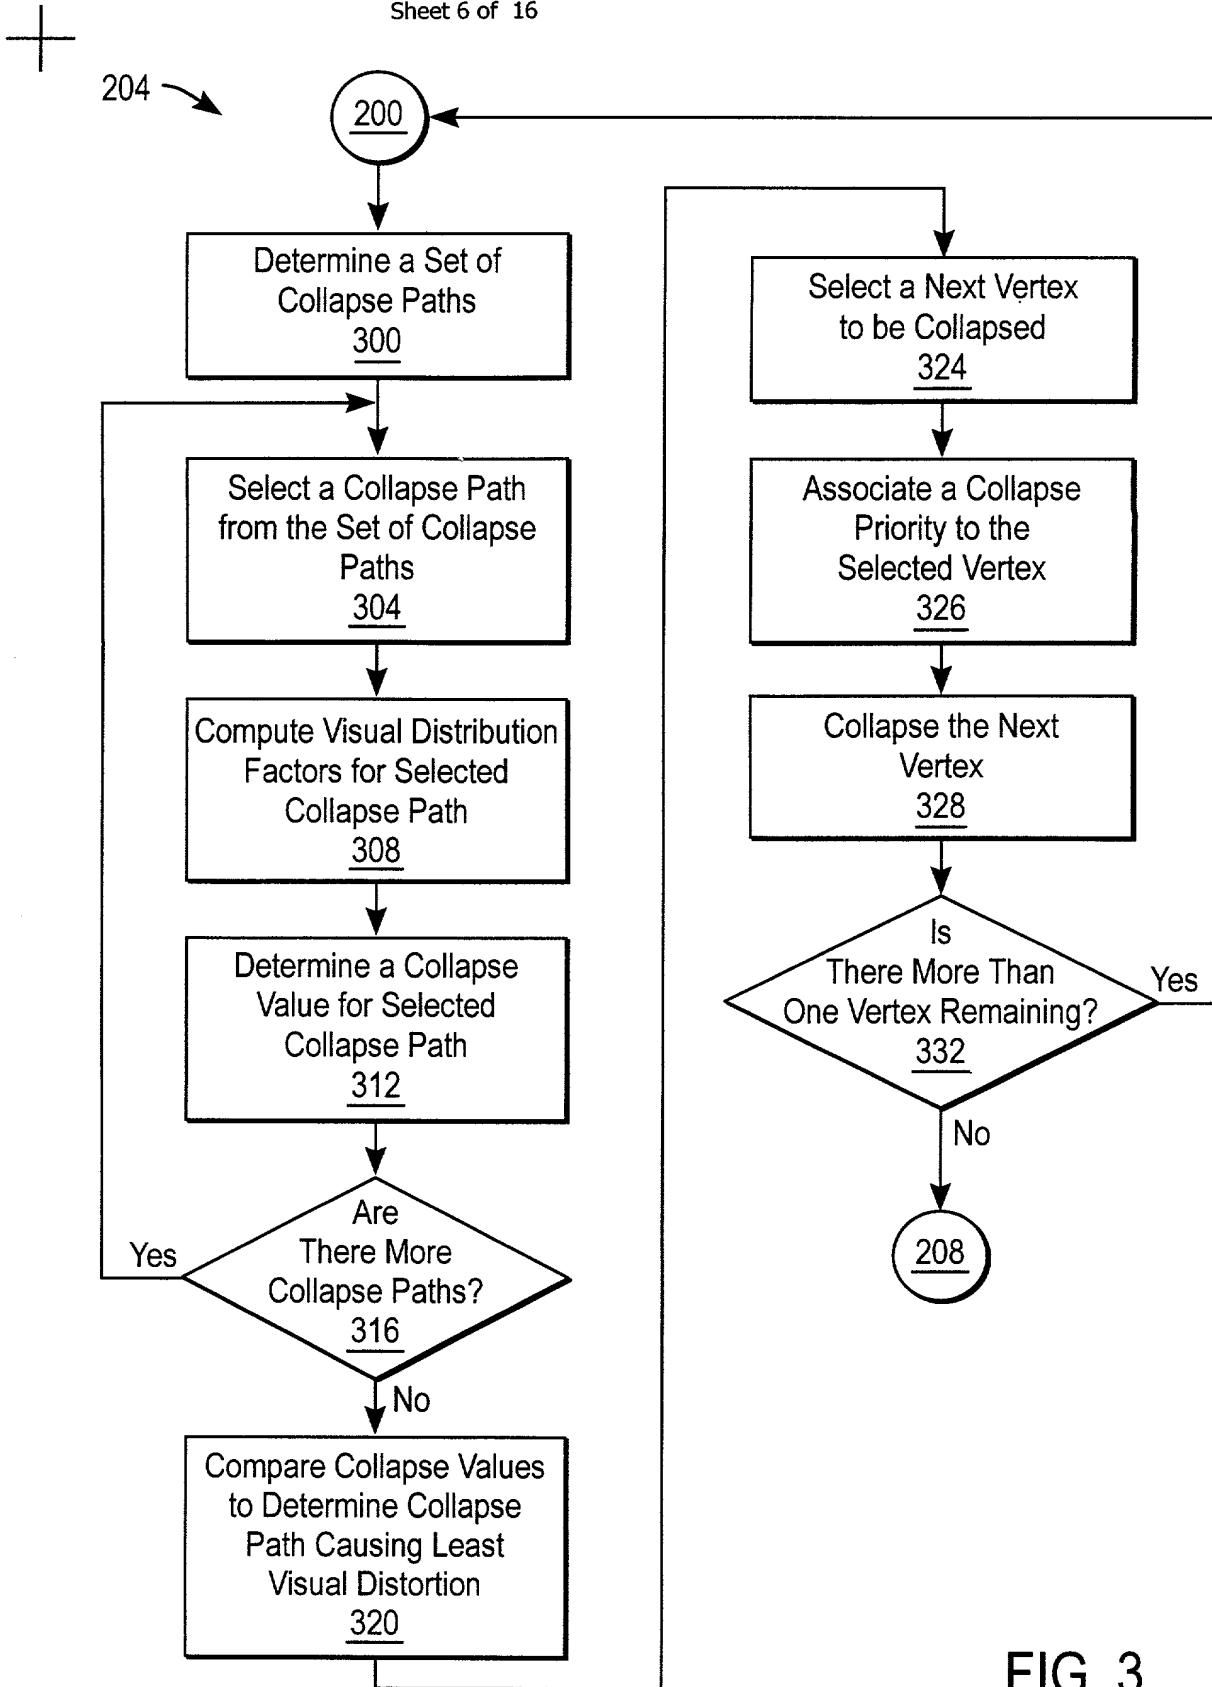 Sheet 6 of 16
204
200
Determine a Set of
Collapse Paths
300
Select a Collapse Path
from the Set of Collapse
Paths
304
Compute Visual Distribution
Factors for Selected
Collapse Path
308
Determine a Collapse
Value for Selected
Collapse Path
312
Are
There More
Collapse Paths?
316
Yes
No
Compare Collapse Values
to Determine Collapse
Path Causing Least
Visual Distortion
320
Select a Next Vertex
to be Collapsed
324
Associate a Collapse
Priority to the
Selected Vertex
326
Collapse the Next
Vertex
328
Is
There More Than
One Vertex Remaining?
332
Yes
No
208
FIG. 3